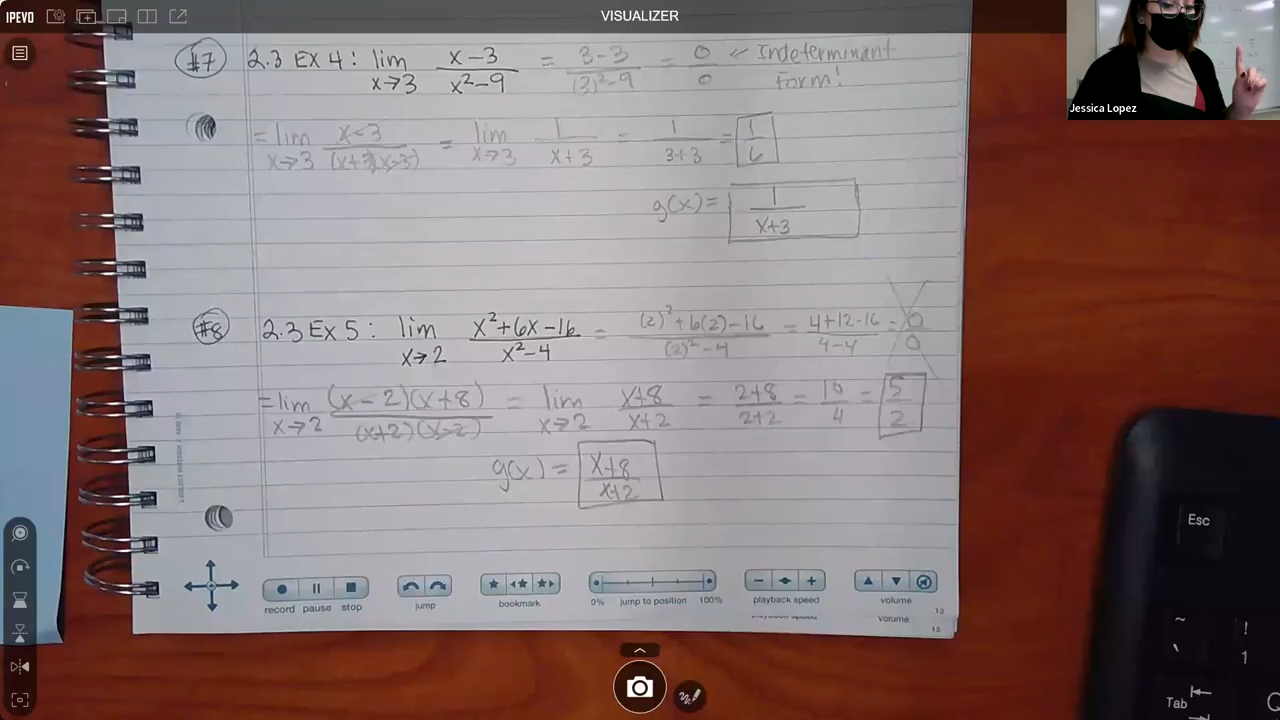 IPEVO
VISUALIZER
Jessica Lopez
#7 2.3 EX 4: lim x→3 x-3 / x²-9 = 3-3 / (3)²-9 = 0 / 0 ← Indeterminant Form!
= lim x→3 x-3 / (x+3)(x-3) = lim x→3 1 / x+3 = 1 / 3+3 = 1 / 6
g(x) = 1 / x+3
#8 2.3 Ex 5: lim x→2 x²+6x-16 / x²-4 = (2)²+6(2)-16 / (2)²-4 = 4+12-16 / 4-4 = 0 / 0
= lim x→2 (x-2)(x+8) / (x+2)(x-2) = lim x→2 x+8 / x+2 = 2+8 / 2+2 = 10 / 4 = 5 / 2
g(x) = x+8 / x+2
record pause stop
jump
bookmark
0% jump to position 100%
playback speed
volume
13
volume
15
Esc
~
`
!
1
Tab